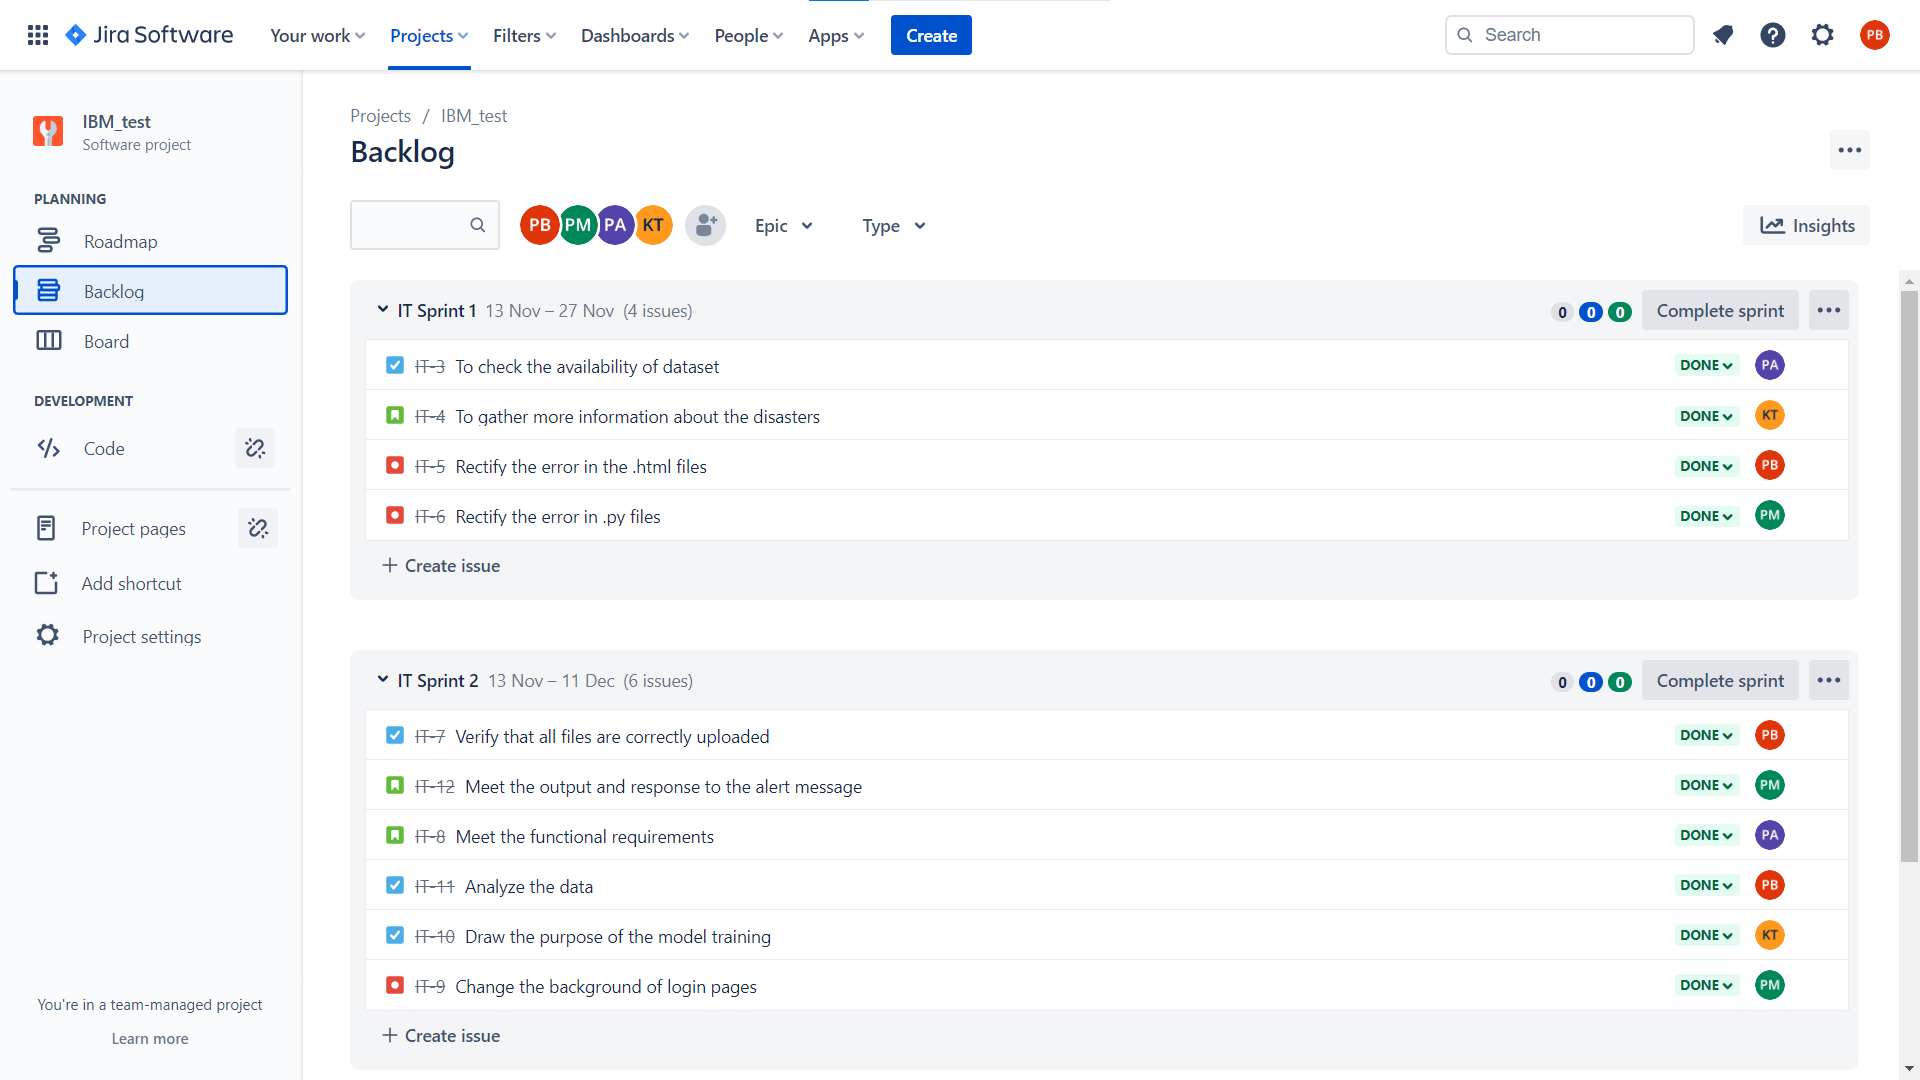 Jira Software Your work Projects Filters Dashboards People Apps Create Search PB
IBM_test
Software project
PLANNING
Roadmap
Backlog
Board
DEVELOPMENT
Code
Project pages
Add shortcut
Project settings
You're in a team-managed project
Learn more
Projects / IBM_test
Backlog
PB PM PA KT Epic Type Insights
IT Sprint 1 13 Nov – 27 Nov (4 issues) 0 0 0 Complete sprint
IT-3 To check the availability of dataset DONE PA
IT-4 To gather more information about the disasters DONE KT
IT-5 Rectify the error in the .html files DONE PB
IT-6 Rectify the error in .py files DONE PM
+ Create issue
IT Sprint 2 13 Nov – 11 Dec (6 issues) 0 0 0 Complete sprint
IT-7 Verify that all files are correctly uploaded DONE PB
IT-12 Meet the output and response to the alert message DONE PM
IT-8 Meet the functional requirements DONE PA
IT-11 Analyze the data DONE PB
IT-10 Draw the purpose of the model training DONE KT
IT-9 Change the background of login pages DONE PM
+ Create issue